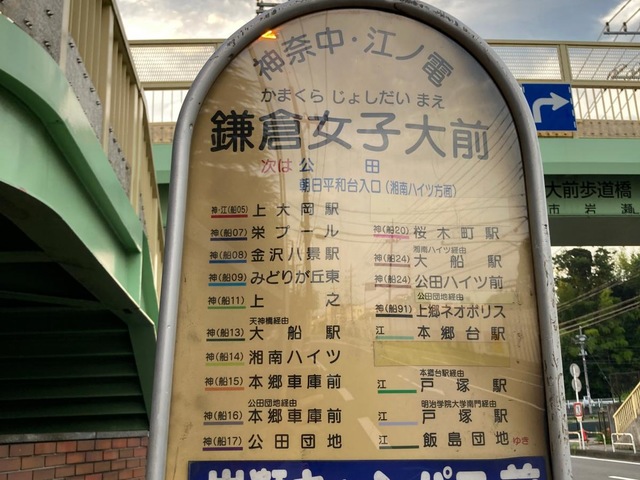 神奈中・江ノ電
かまくら じょしだい まえ
鎌倉女子大前
次は 公田
朝日平和台入口(湘南ハイツ方面)
神・江(船05) 上大岡駅
神(船07) 栄プール
神(船08) 金沢八景駅
神(船09) みどりが丘東
神(船11) 上之
天神橋経由
神(船13) 大船駅
神(船14) 湘南ハイツ
神(船15) 本郷車庫前
公田団地経由
神(船16) 本郷車庫前
神(船17) 公田団地
神(船20) 桜木町駅
湘南ハイツ経由
神(船24) 大船駅
神(船24) 公田ハイツ前
公田団地経由
神(船91) 上郷ネオポリス
江 本郷台駅
本郷台駅経由
江 戸塚駅
明治学院大学南門経由
江 戸塚駅
江 飯島団地 ゆき
大前歩道橋
市岩瀬